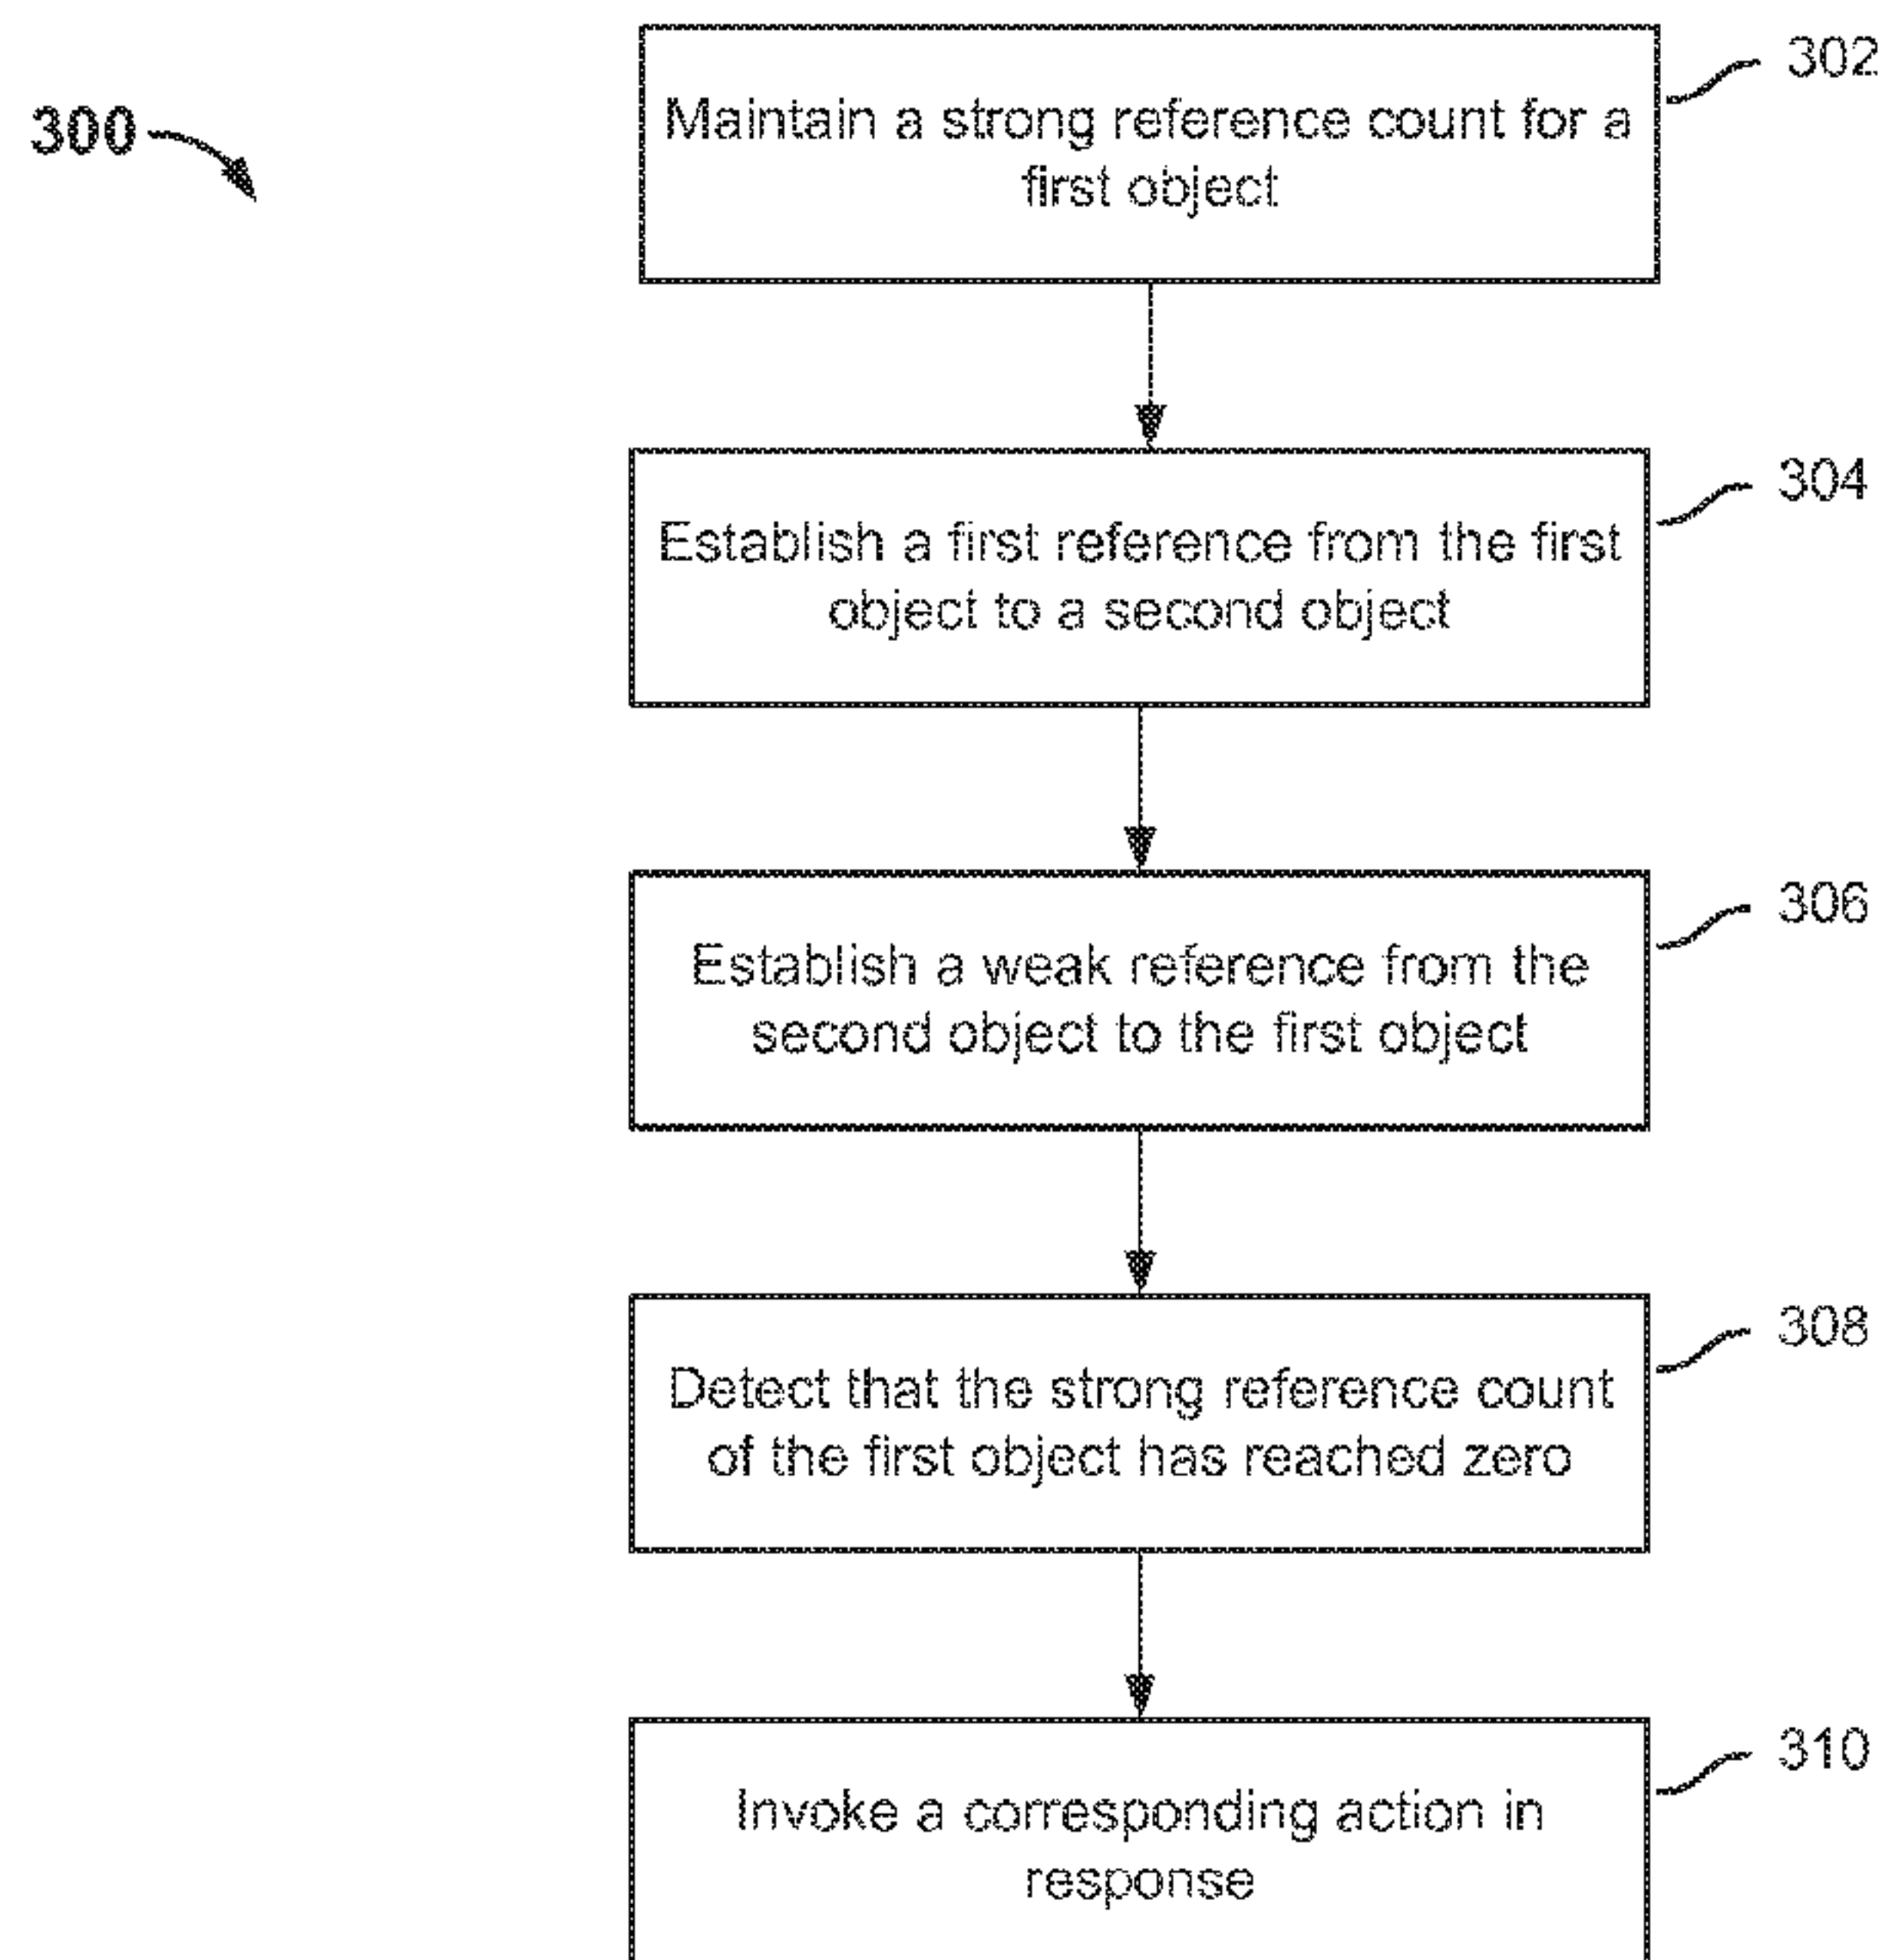 300
302
Maintain a strong reference count for a
first object
304
Establish a first reference from the first
object to a second object
306
Establish a weak reference from the
second object to the first object
308
Detect that the strong reference count
of the first object has reached zero
310
Invoke a corresponding action in
response